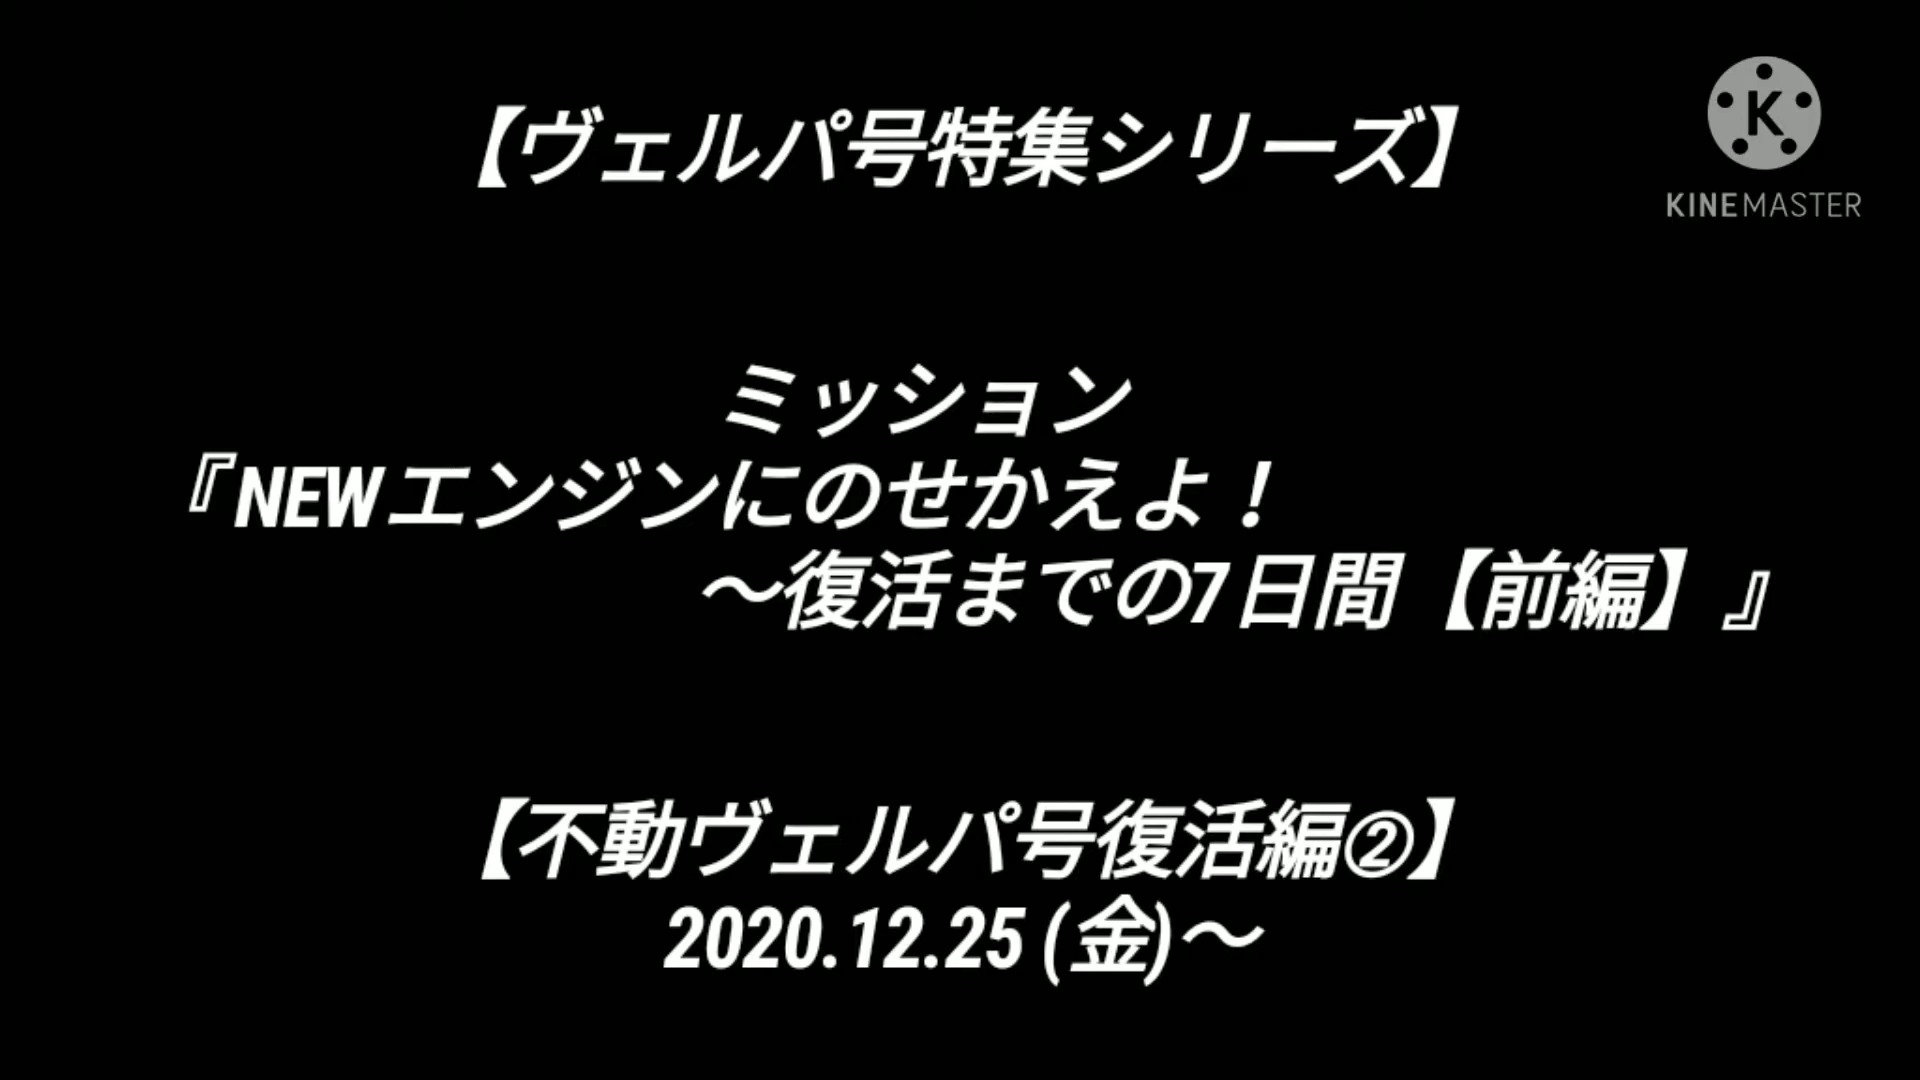 【ヴェルパ号特集シリーズ】
KINEMASTER
ミッション
『NEWエンジンにのせかえよ！
～復活までの7日間【前編】』
【不動ヴェルパ号復活編②】
2020.12.25 (金)～